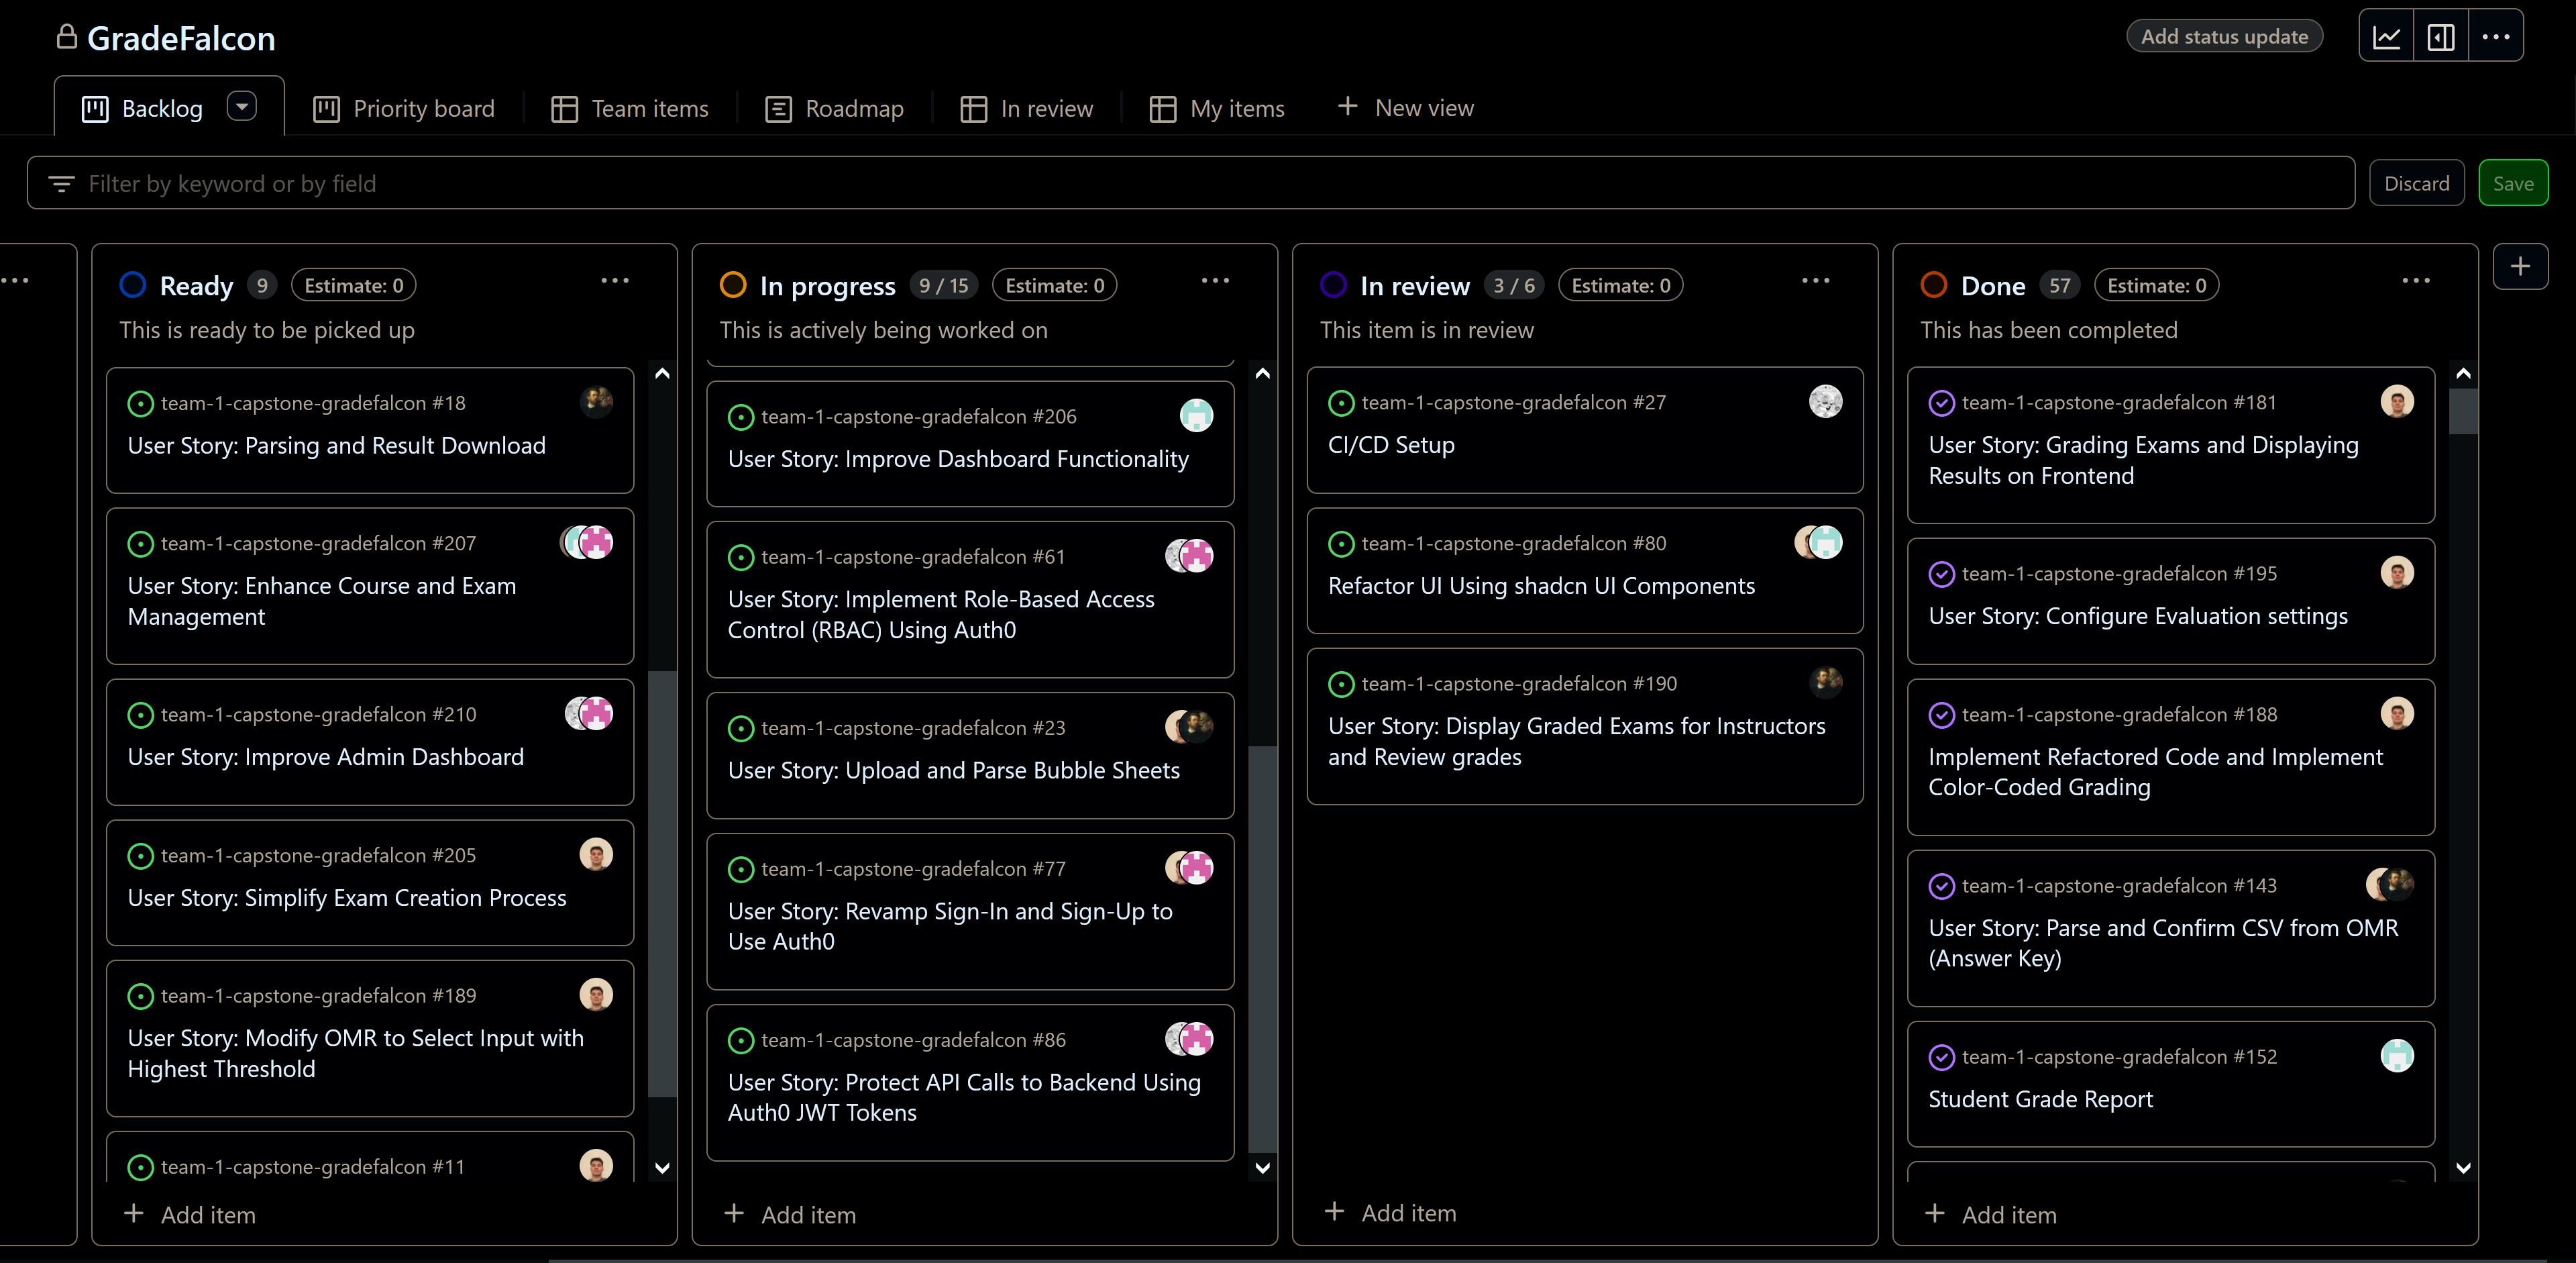 GradeFalcon
Add status update
Backlog
Priority board
Team items
Roadmap
In review
My items
New view
Filter by keyword or by field
Discard
Save
Ready 9 Estimate: 0
This is ready to be picked up
team-1-capstone-gradefalcon #18
User Story: Parsing and Result Download
team-1-capstone-gradefalcon #207
User Story: Enhance Course and Exam
Management
team-1-capstone-gradefalcon #210
User Story: Improve Admin Dashboard
team-1-capstone-gradefalcon #205
User Story: Simplify Exam Creation Process
team-1-capstone-gradefalcon #189
User Story: Modify OMR to Select Input with
Highest Threshold
team-1-capstone-gradefalcon #11
Add item
In progress 9 / 15 Estimate: 0
This is actively being worked on
team-1-capstone-gradefalcon #206
User Story: Improve Dashboard Functionality
team-1-capstone-gradefalcon #61
User Story: Implement Role-Based Access
Control (RBAC) Using Auth0
team-1-capstone-gradefalcon #23
User Story: Upload and Parse Bubble Sheets
team-1-capstone-gradefalcon #77
User Story: Revamp Sign-In and Sign-Up to
Use Auth0
team-1-capstone-gradefalcon #86
User Story: Protect API Calls to Backend Using
Auth0 JWT Tokens
Add item
In review 3 / 6 Estimate: 0
This item is in review
team-1-capstone-gradefalcon #27
CI/CD Setup
team-1-capstone-gradefalcon #80
Refactor UI Using shadcn UI Components
team-1-capstone-gradefalcon #190
User Story: Display Graded Exams for Instructors
and Review grades
Add item
Done 57 Estimate: 0
This has been completed
team-1-capstone-gradefalcon #181
User Story: Grading Exams and Displaying
Results on Frontend
team-1-capstone-gradefalcon #195
User Story: Configure Evaluation settings
team-1-capstone-gradefalcon #188
Implement Refactored Code and Implement
Color-Coded Grading
team-1-capstone-gradefalcon #143
User Story: Parse and Confirm CSV from OMR
(Answer Key)
team-1-capstone-gradefalcon #152
Student Grade Report
Add item